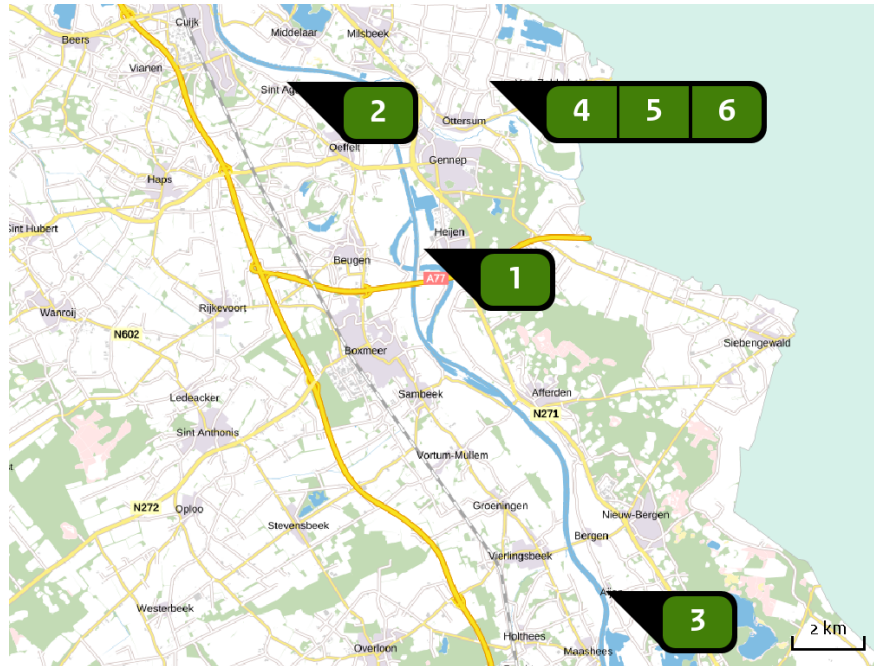 Cuijk
Middelaar
Milsbeek
Beers
Vianen
Sint Ag
2
4 5 6
Ottersum
Oeffelt
Gennep
Haps
Sint Hubert
Heijen
Beugen
A77
1
Rijkevoort
Wanroij
N602
Boxmeer
Siebengewald
Ledeacker
Sambeek
Afferden
N271
Sint Anthonis
Vortum-Mullem
N272
Oploo
Groeningen
Nieuw-Bergen
Stevensbeek
Bergen
Vierlingsbeek
Westerbeek
3
2 km
Holthees
Overloon
Maashees